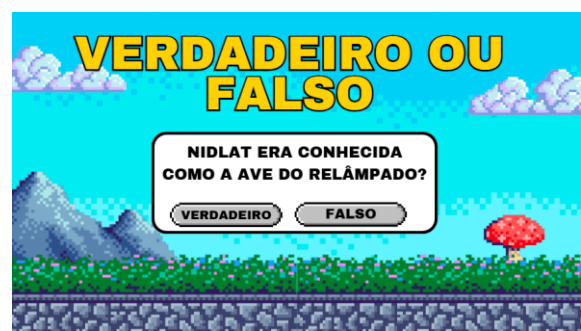 VERDADEIRO OU
FALSO
NIDLAT ERA CONHECIDA
COMO A AVE DO RELÂMPADO?
VERDADEIRO
FALSO